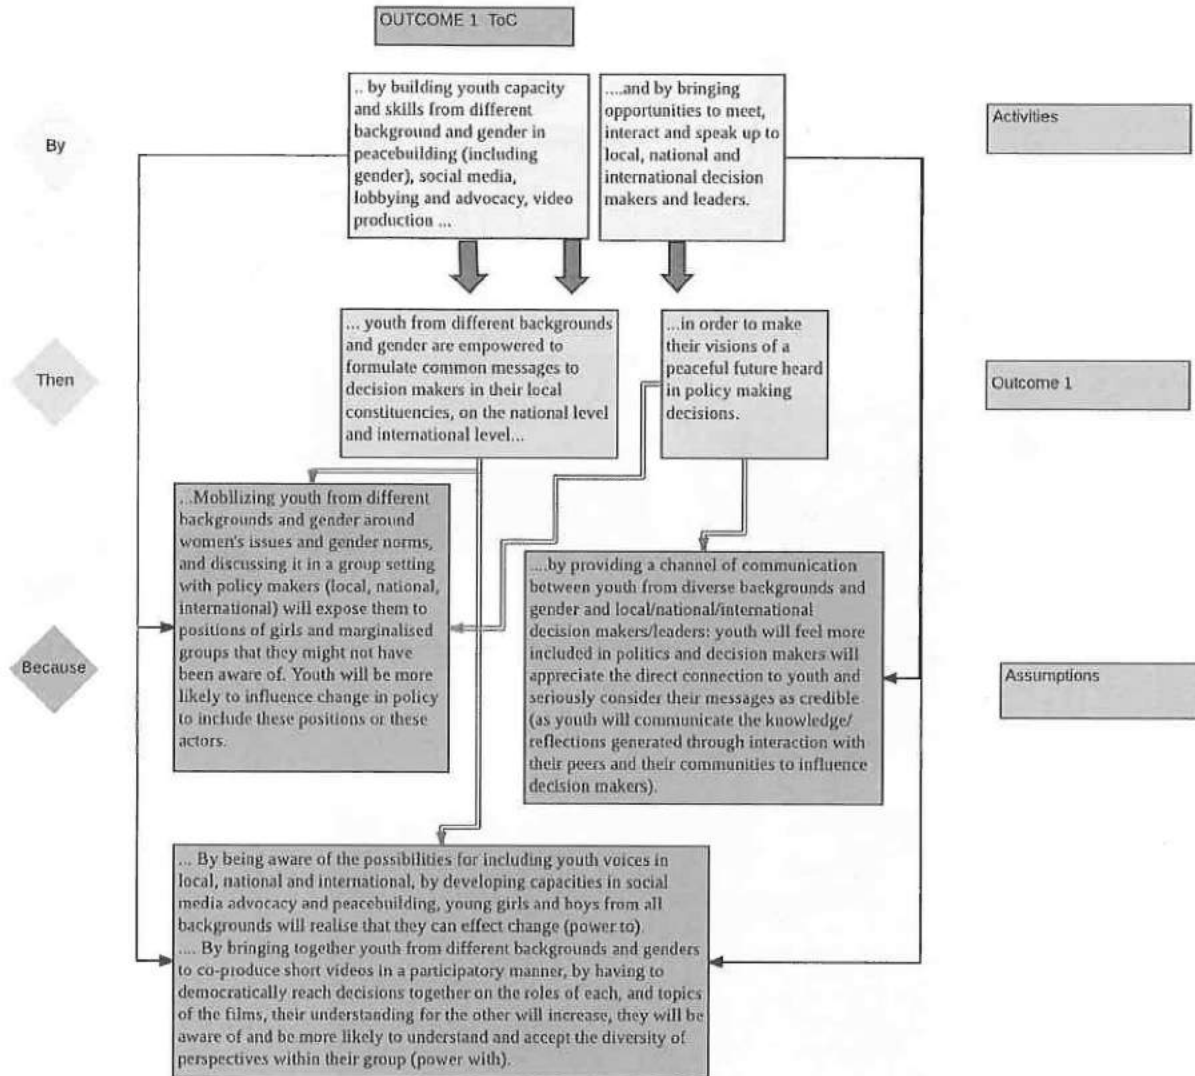 OUTCOME 1 ToC
By
.. by building youth capacity
and skills from different
background and gender in
peacebuilding (including
gender), social media,
lobbying and advocacy, video
production ...
....and by bringing
opportunities to meet,
interact and speak up to
local, national and
international decision
makers and leaders.
Activities
Then
... youth from different backgrounds
and gender are empowered to
formulate common messages to
decision makers in their local
constituencies, on the national level
and international level...
...in order to make
their visions of a
peaceful future heard
in policy making
decisions.
Outcome 1
Because
...Mobilizing youth from different
backgrounds and gender around
women's issues and gender norms,
and discussing it in a group setting
with policy makers (local, national,
international) will expose them to
positions of girls and marginalised
groups that they might not have
been aware of. Youth will be more
likely to influence change in policy
to include these positions or these
actors.
....by providing a channel of communication
between youth from diverse backgrounds and
gender and local/national/international
decision makers/leaders: youth will feel more
included in politics and decision makers will
appreciate the direct connection to youth and
seriously consider their messages as credible
(as youth will communicate the knowledge/
reflections generated through interaction with
their peers and their communities to influence
decision makers).
Assumptions
... By being aware of the possibilities for including youth voices in
local, national and international, by developing capacities in social
media advocacy and peacebuilding, young girls and boys from all
backgrounds will realise that they can effect change (power to).
.... By bringing together youth from different backgrounds and genders
to co-produce short videos in a participatory manner, by having to
democratically reach decisions together on the roles of each, and topics
of the films, their understanding for the other will increase, they will be
aware of and be more likely to understand and accept the diversity of
perspectives within their group (power with).